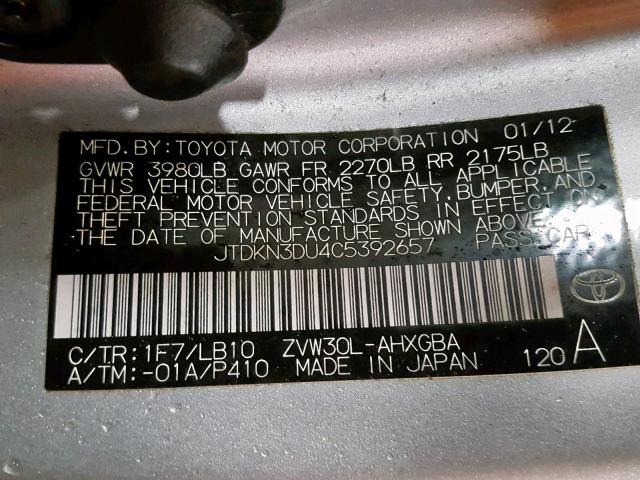 MFD. BY: TOYOTA MOTOR CORPORATION 01/12
GVWR 3980LB GAWR FR 2270LB RR 2175LB
THIS VEHICLE CONFORMS TO ALL APPLICABLE
FEDERAL MOTOR VEHICLE SAFETY, BUMPER, AND
THEFT PREVENTION STANDARDS IN EFFECT ON
THE DATE OF MANUFACTURE SHOWN ABOVE.
JTDKN3DU4C5392657 PASS. CAR
C/TR: 1F7/LB10 ZVW30L-AHXGBA
A/TM: -01A/P410 MADE IN JAPAN 120 A